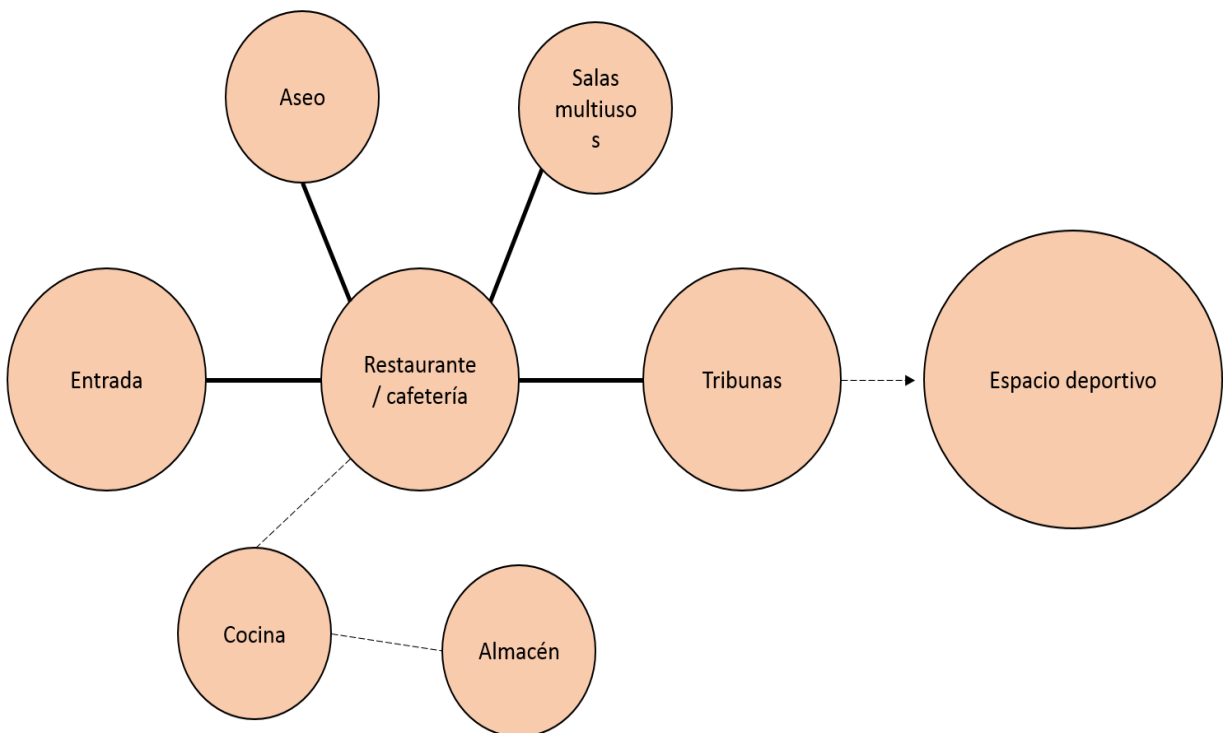 Aseo
Salas
multiuso
s
Entrada
Restaurante
/ cafetería
Tribunas
Espacio deportivo
Cocina
Almacén